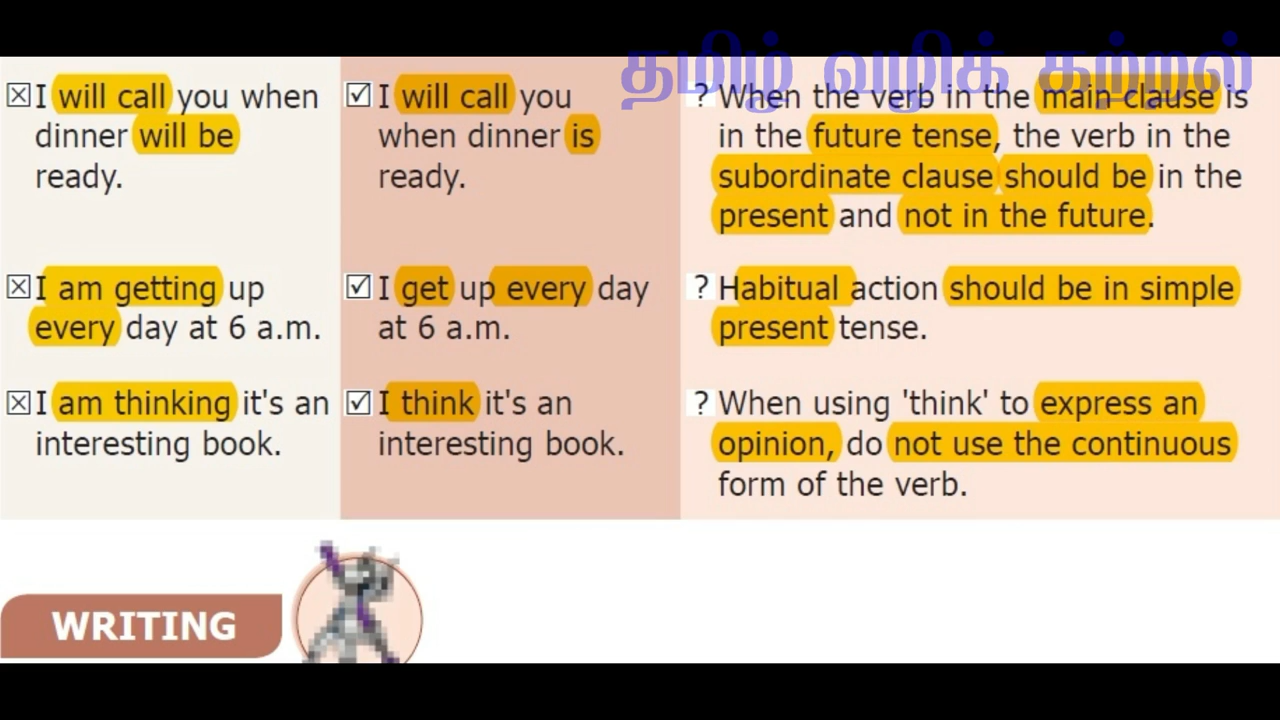 தமிழ் வழிக் கற்றல்
☒ I will call you when
dinner will be
ready.
☑ I will call you
when dinner is
ready.
? When the verb in the main clause is
in the future tense, the verb in the
subordinate clause should be in the
present and not in the future.
☒ I am getting up
every day at 6 a.m.
☑ I get up every day
at 6 a.m.
? Habitual action should be in simple
present tense.
☒ I am thinking it's an
interesting book.
☑ I think it's an
interesting book.
? When using 'think' to express an
opinion, do not use the continuous
form of the verb.
WRITING